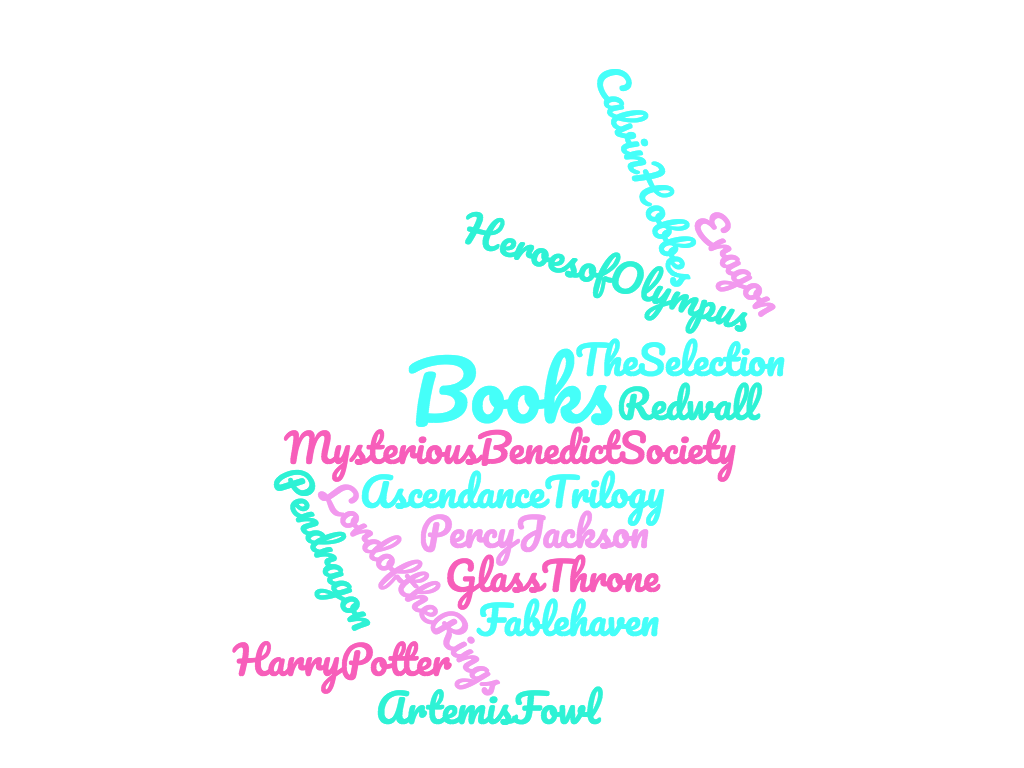 CalvinHobbes
Eragon
HeroesofOlympus
TheSelection
Books
Redwall
MysteriousBenedictSociety
Pendragon
LordoftheRings
AscendanceTrilogy
PercyJackson
GlassThrone
Fablehaven
HarryPotter
ArtemisFowl